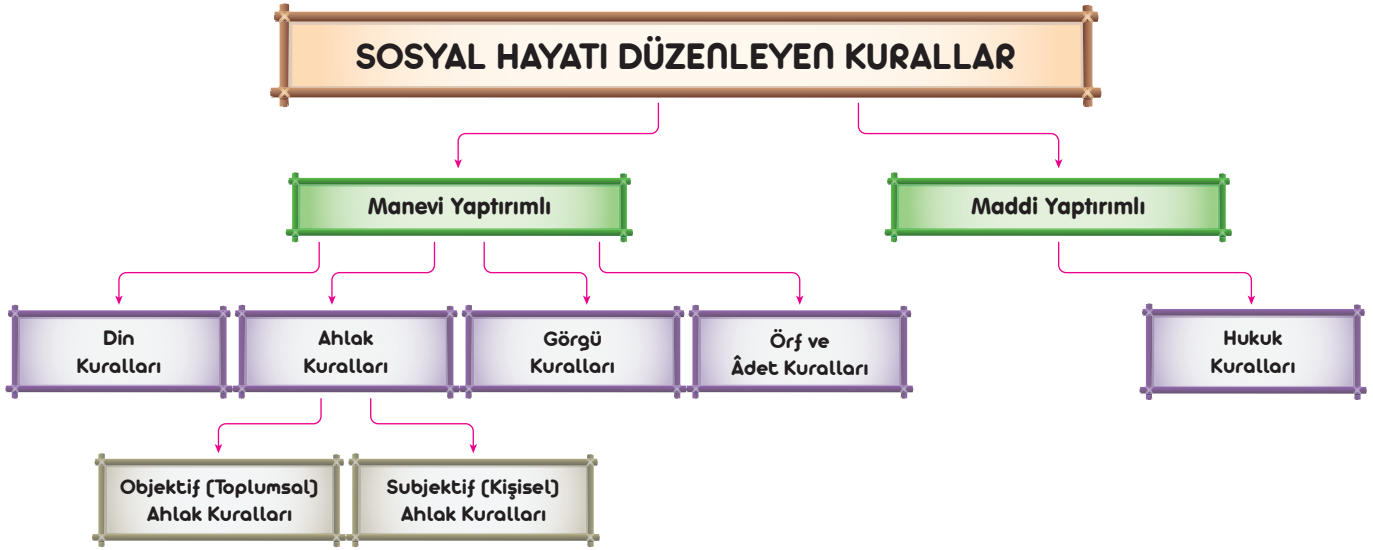 SOSYAL HAYATI DÜZENLEYEN KURALLAR
Manevi Yaptırımlı
Maddi Yaptırımlı
Din
Kuralları
Ahlak
Kuralları
Görgü
Kuralları
Örf ve
Âdet Kuralları
Hukuk
Kuralları
Objektif (Toplumsal)
Ahlak Kuralları
Subjektif (Kişisel)
Ahlak Kuralları